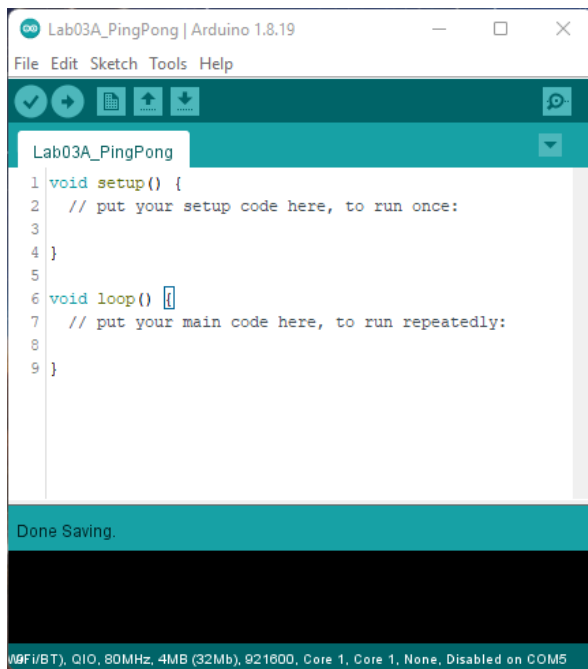 Lab03A_PingPong | Arduino 1.8.19
File Edit Sketch Tools Help
Lab03A_PingPong
1 void setup() {
2 // put your setup code here, to run once:
3
4 }
5
6 void loop() {
7 // put your main code here, to run repeatedly:
8
9 }
Done Saving.
Fi/BT), QIO, 80MHz, 4MB (32Mb), 921600, Core 1, Core 1, None, Disabled on COM5